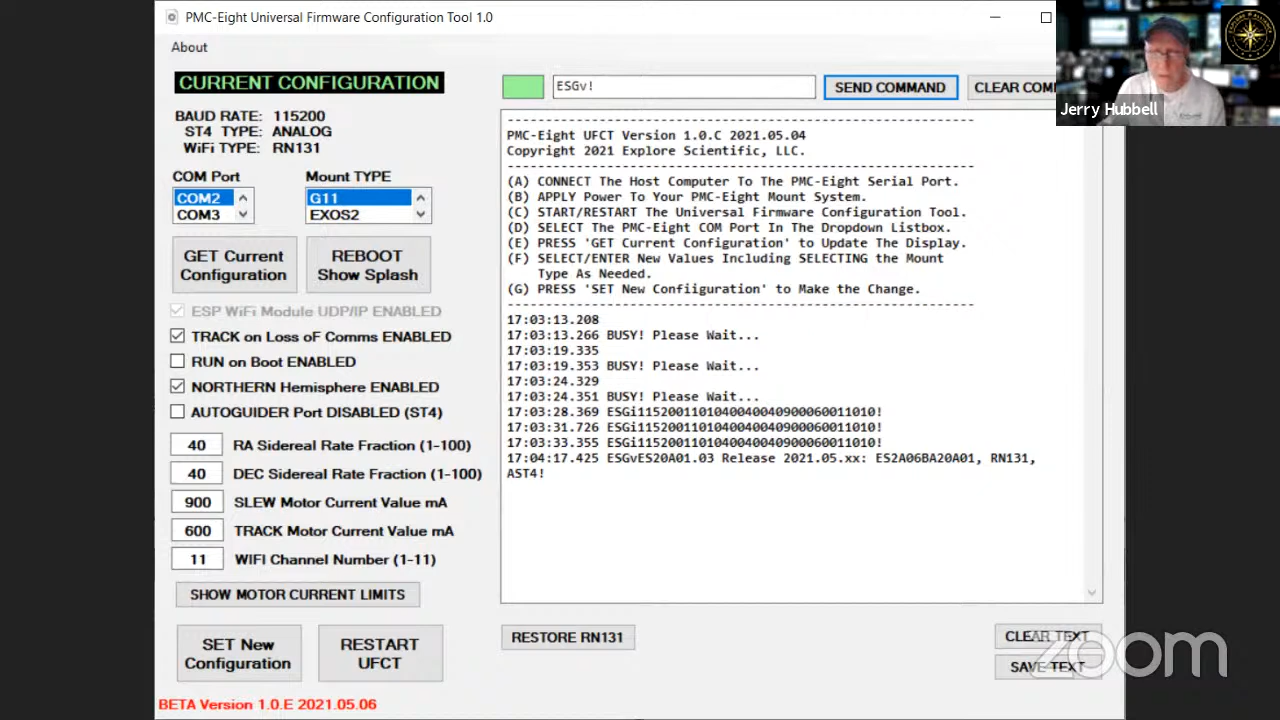 PMC-Eight Universal Firmware Configuration Tool 1.0
About
CURRENT CONFIGURATION
BAUD RATE: 115200
ST4 TYPE: ANALOG
WiFi TYPE: RN131
COM Port
Mount TYPE
COM2
COM3
G11
EXOS2
GET Current
Configuration
REBOOT
Show Splash
ESP WiFi Module UDP/IP ENABLED
TRACK on Loss oF Comms ENABLED
RUN on Boot ENABLED
NORTHERN Hemisphere ENABLED
AUTOGUIDER Port DISABLED (ST4)
40 RA Sidereal Rate Fraction (1-100)
40 DEC Sidereal Rate Fraction (1-100)
900 SLEW Motor Current Value mA
600 TRACK Motor Current Value mA
11 WIFI Channel Number (1-11)
SHOW MOTOR CURRENT LIMITS
SET New
Configuration
RESTART
UFCT
BETA Version 1.0.E 2021.05.06
ESGv!
SEND COMMAND
CLEAR COM
--------------------------------------------------------------
PMC-Eight UFCT Version 1.0.C 2021.05.04
Copyright 2021 Explore Scientific, LLC.
--------------------------------------------------------------
(A) CONNECT The Host Computer To The PMC-Eight Serial Port.
(B) APPLY Power To Your PMC-Eight Mount System.
(C) START/RESTART The Universal Firmware Configuration Tool.
(D) SELECT The PMC-Eight COM Port In The Dropdown Listbox.
(E) PRESS 'GET Current Configuration' to Update The Display.
(F) SELECT/ENTER New Values Including SELECTING the Mount
Type As Needed.
(G) PRESS 'SET New Confiiguration' to Make the Change.
--------------------------------------------------------------
17:03:13.208
17:03:13.266 BUSY! Please Wait...
17:03:19.335
17:03:19.353 BUSY! Please Wait...
17:03:24.329
17:03:24.351 BUSY! Please Wait...
17:03:28.369 ESGi1152001101040040040900060011010!
17:03:31.726 ESGi1152001101040040040900060011010!
17:03:33.355 ESGi1152001101040040040900060011010!
17:04:17.425 ESGvES20A01.03 Release 2021.05.xx: ES2A06BA20A01, RN131,
AST4!
RESTORE RN131
CLEAR TEXT
SAVE TEXT
zoom
Jerry Hubbell